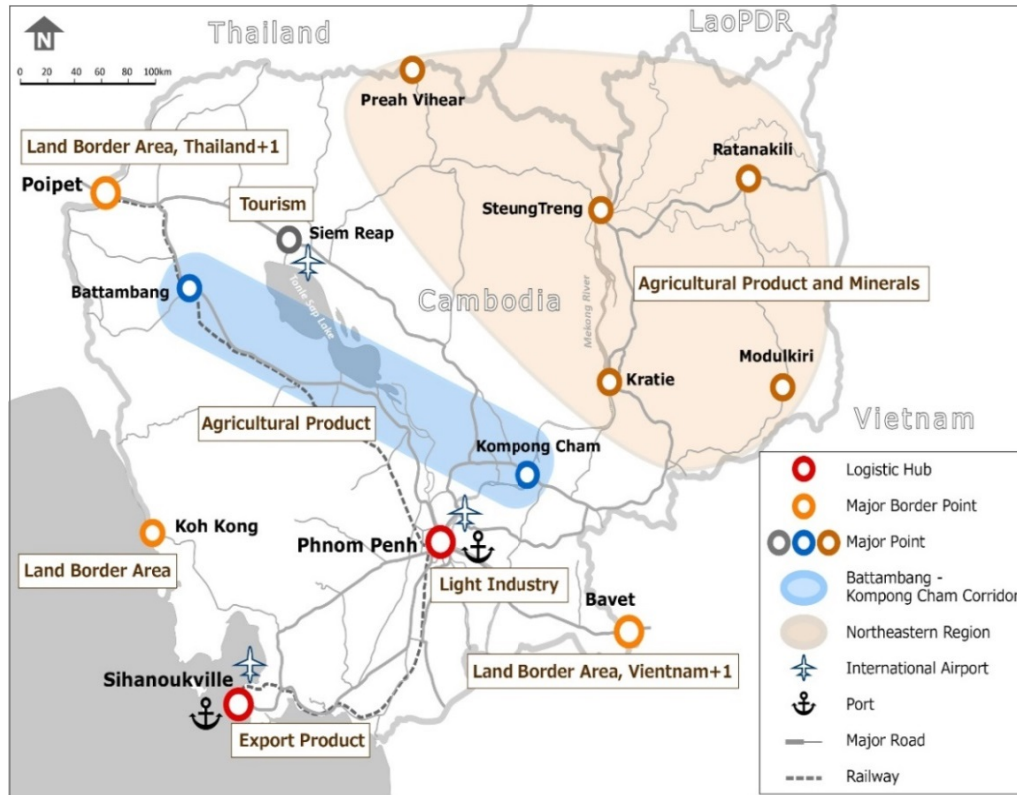 Thailand
LaoPDR
N
0 20 40 60 80 100km
Preah Vihear
Land Border Area, Thailand+1
Poipet
Ratanakili
Tourism
SteungTreng
Siem Reap
Battambang
Tonle Sap Lake
Cambodia
Mekong River
Agricultural Product and Minerals
Modulkiri
Kratie
Agricultural Product
Vietnam
Kompong Cham
Koh Kong
Phnom Penh
Land Border Area
Light Industry
Bavet
Land Border Area, Vientnam+1
Sihanoukville
Export Product
Logistic Hub
Major Border Point
Major Point
Battambang -
Kompong Cham Corridor
Northeastern Region
International Airport
Port
Major Road
Railway